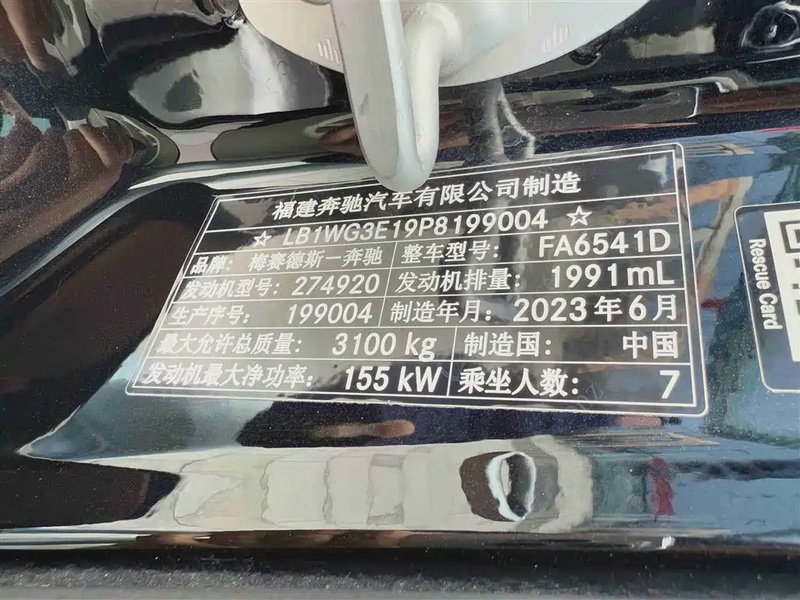 福建奔驰汽车有限公司制造
☆ LB1WG3E19P8199004 ☆
品牌: 梅赛德斯－奔驰 整车型号: FA6541D
发动机型号: 274920 发动机排量: 1991mL
生产序号: 199004 制造年月: 2023年6月
最大允许总质量: 3100 kg 制造国: 中国
发动机最大净功率: 155 kW 乘坐人数: 7
Rescue Card